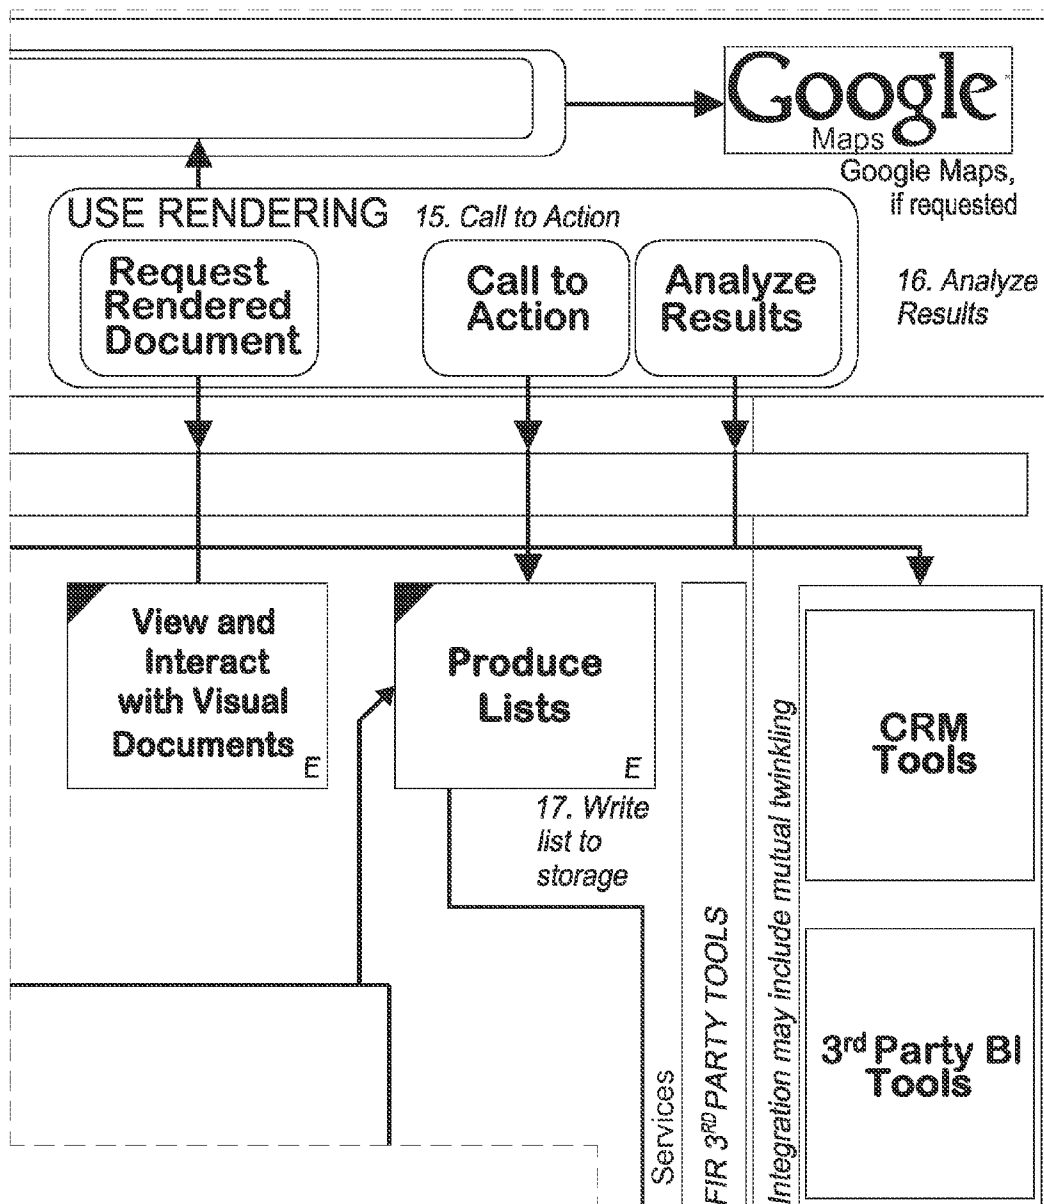 Google
Maps
Google Maps,
if requested
USE RENDERING
15. Call to Action
Request
Rendered
Document
Call to
Action
Analyze
Results
16. Analyze
Results
View and
Interact
with Visual
Documents
E
Produce
Lists
E
17. Write
list to
storage
Services
FIR 3RD PARTY TOOLS
Integration may include mutual twinkling
CRM
Tools
3rd Party BI
Tools